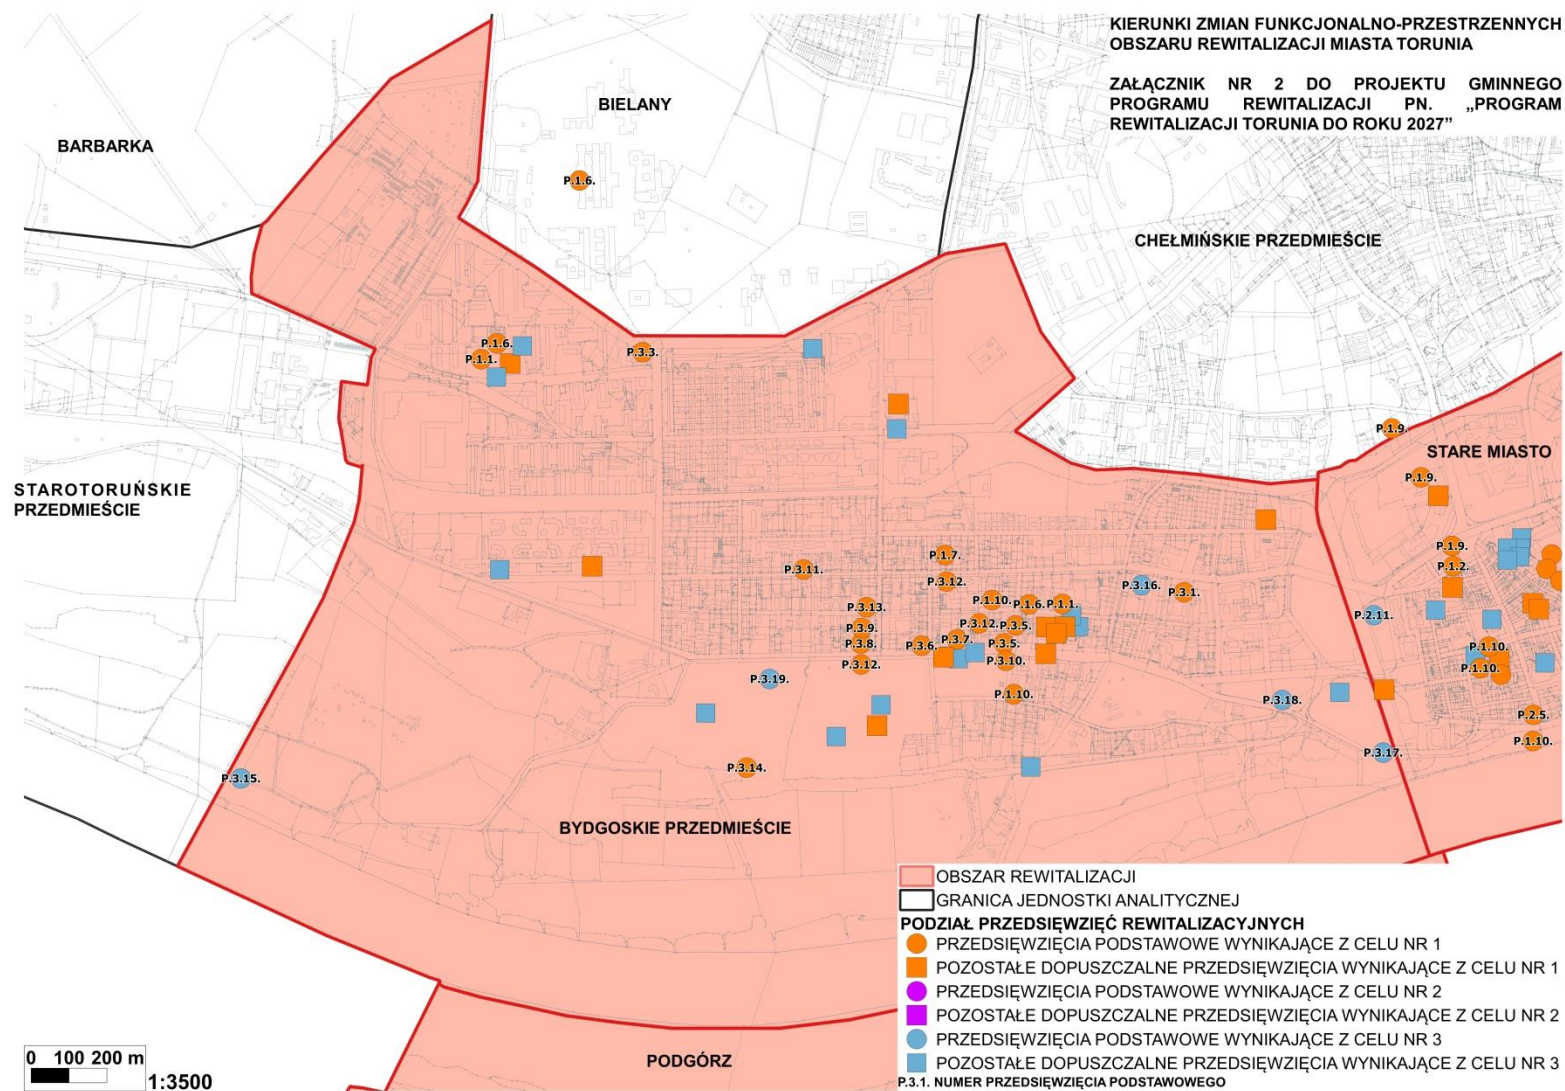 KIERUNKI ZMIAN FUNKCJONALNO-PRZESTRZENNYCH
OBSZARU REWITALIZACJI MIASTA TORUNIA
ZAŁĄCZNIK NR 2 DO PROJEKTU GMINNEGO
PROGRAMU REWITALIZACJI PN. „PROGRAM
REWITALIZACJI TORUNIA DO ROKU 2027”
BIELANY
BARBARKA
P.1.6.
CHEŁMIŃSKIE PRZEDMIEŚCIE
P.1.6.
P.3.3.
P.1.1.
P.1.9.
STARE MIASTO
P.1.9.
STAROTORUŃSKIE
PRZEDMIEŚCIE
P.1.9.
P.1.7.
P.1.2.
P.3.11.
P.3.12.
P.3.16.
P.3.1.
P.1.10.
P.1.6.
P.1.1.
P.3.13.
P.2.11.
P.3.12.
P.3.5.
P.3.9.
P.3.7.
P.3.8.
P.3.6.
P.3.5.
P.1.10.
P.3.12.
P.3.10.
P.1.10.
P.3.19.
P.1.10.
P.3.18.
P.2.5.
P.1.10.
P.3.17.
P.3.14.
P.3.15.
BYDGOSKIE PRZEDMIEŚCIE
OBSZAR REWITALIZACJI
GRANICA JEDNOSTKI ANALITYCZNEJ
PODZIAŁ PRZEDSIĘWZIĘĆ REWITALIZACYJNYCH
PRZEDSIĘWZIĘCIA PODSTAWOWE WYNIKAJĄCE Z CELU NR 1
POZOSTAŁE DOPUSZCZALNE PRZEDSIĘWZIĘCIA WYNIKAJĄCE Z CELU NR 1
PRZEDSIĘWZIĘCIA PODSTAWOWE WYNIKAJĄCE Z CELU NR 2
POZOSTAŁE DOPUSZCZALNE PRZEDSIĘWZIĘCIA WYNIKAJĄCE Z CELU NR 2
PRZEDSIĘWZIĘCIA PODSTAWOWE WYNIKAJĄCE Z CELU NR 3
POZOSTAŁE DOPUSZCZALNE PRZEDSIĘWZIĘCIA WYNIKAJĄCE Z CELU NR 3
P.3.1. NUMER PRZEDSIĘWZIĘCIA PODSTAWOWEGO
PODGÓRZ
0 100 200 m
1:3500